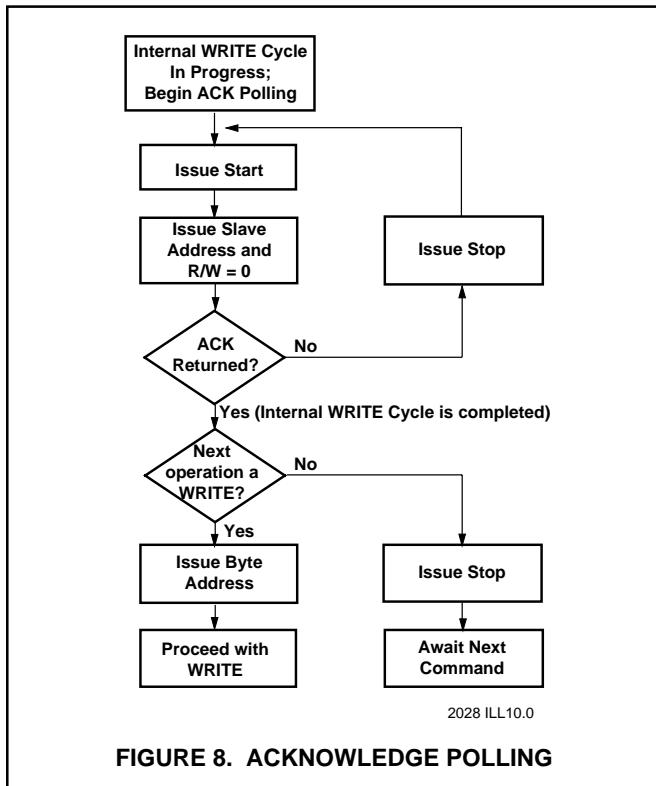 Internal WRITE Cycle
In Progress;
Begin ACK Polling
Issue Start
Issue Slave
Address and
R/W = 0
Issue Stop
ACK
Returned?
No
Yes (Internal WRITE Cycle is completed)
Next
operation a
WRITE?
No
Yes
Issue Byte
Address
Issue Stop
Proceed with
WRITE
Await Next
Command
2028 ILL10.0
FIGURE 8. ACKNOWLEDGE POLLING